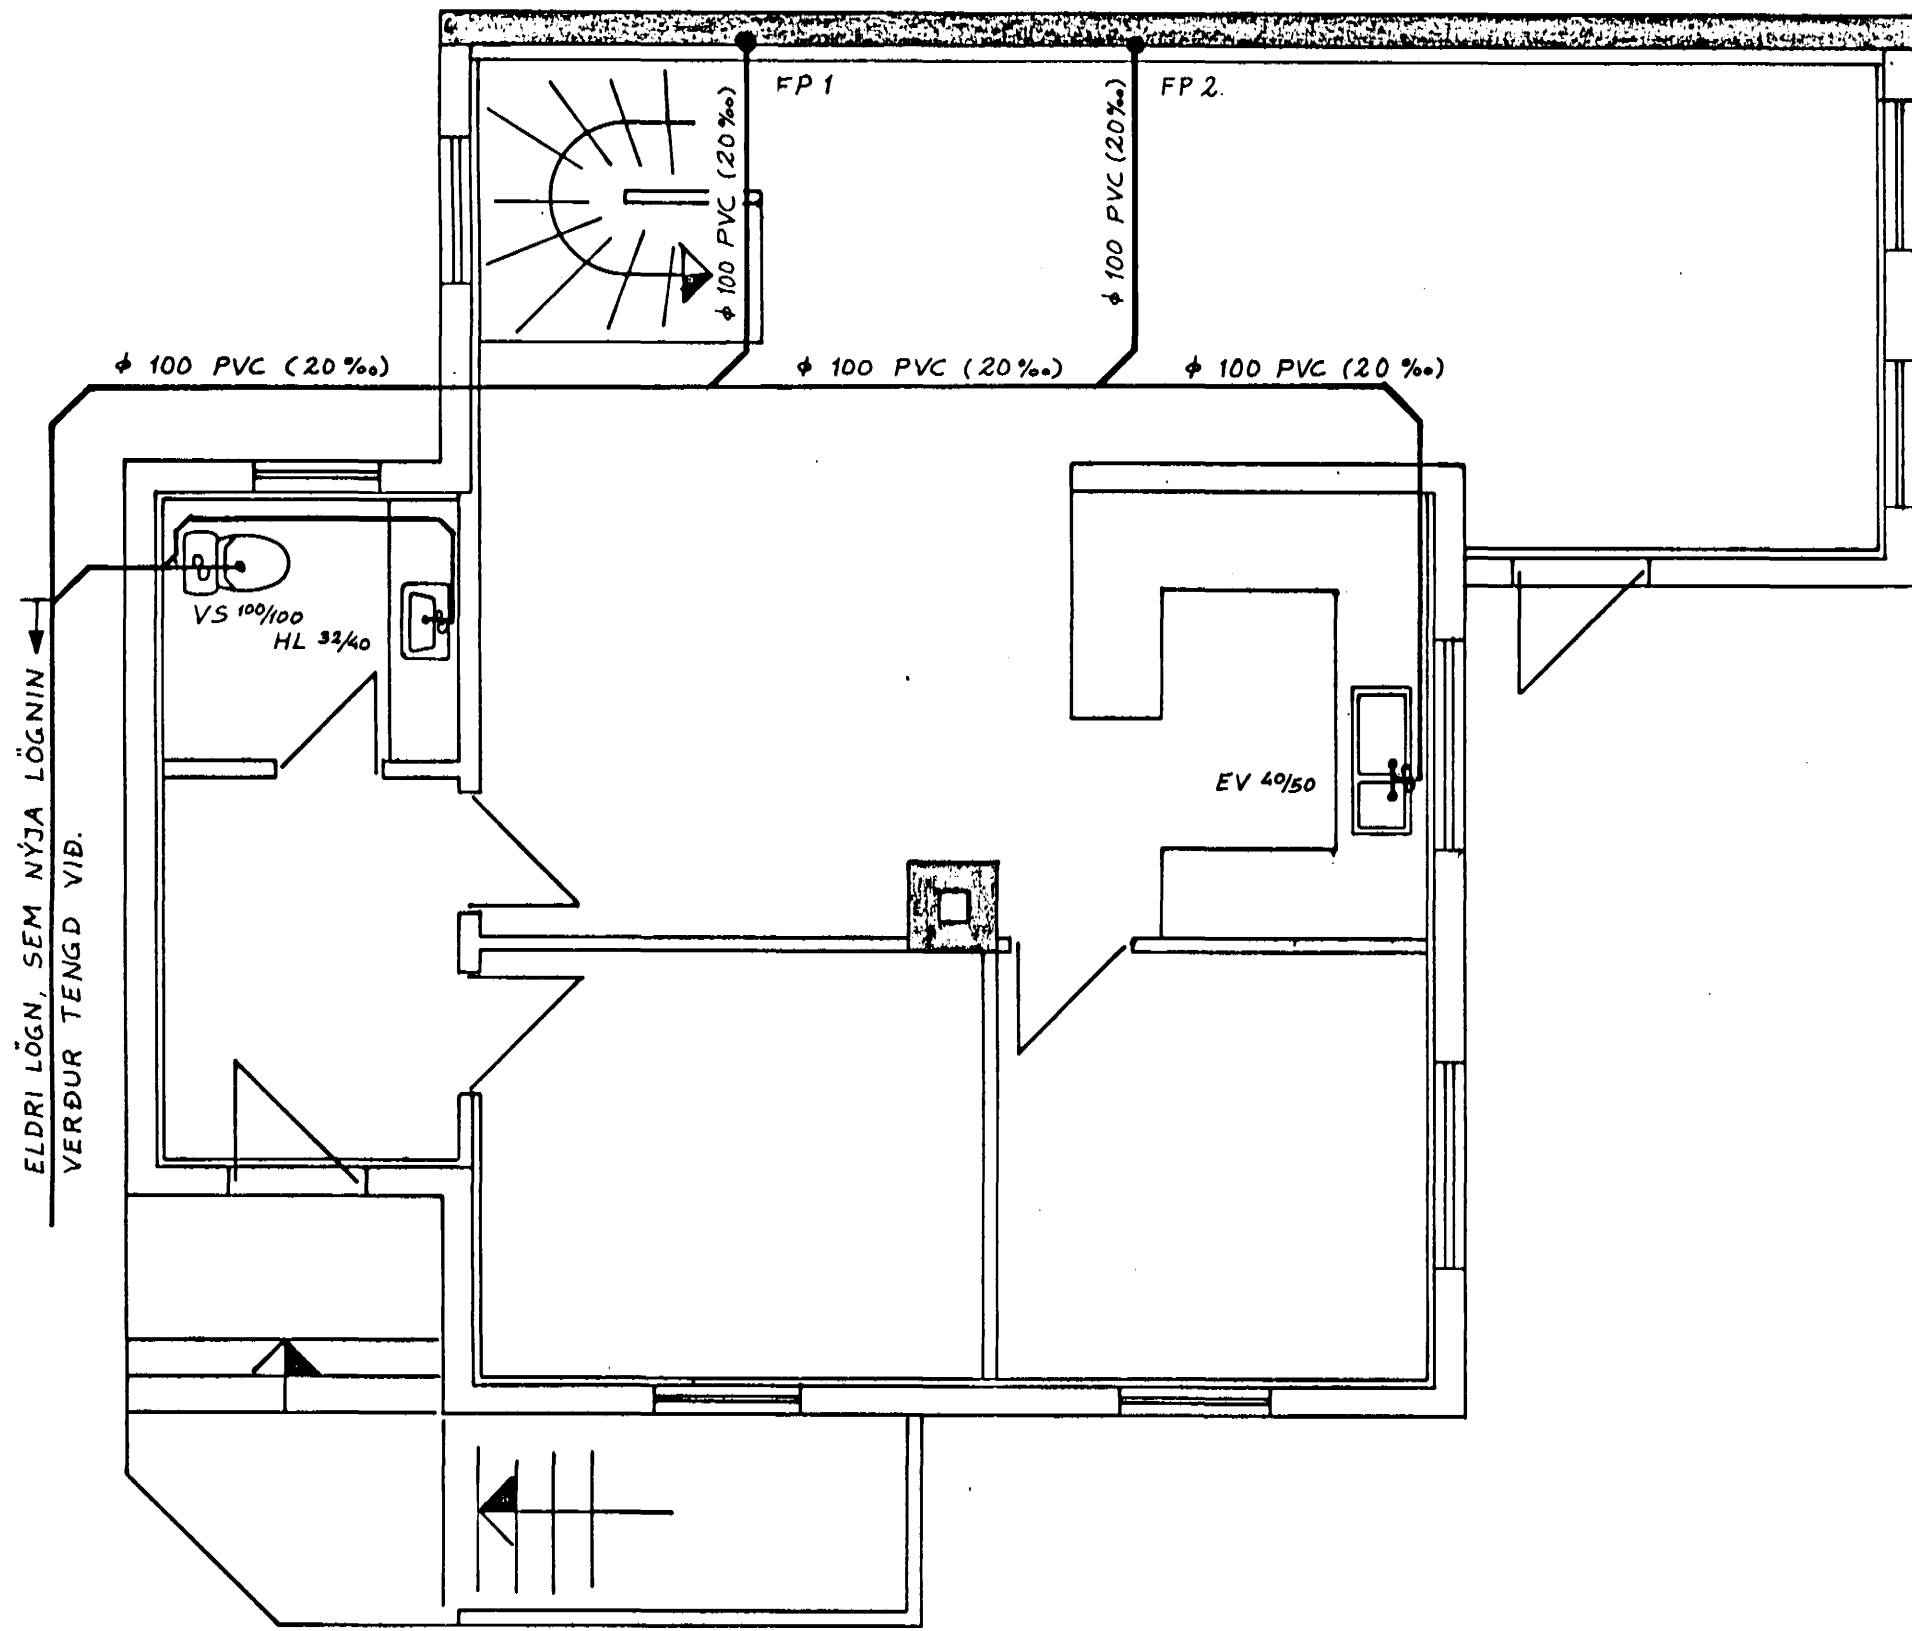 FP 1
FP 2.
ϕ 100 PVC (20‰)
ϕ 100 PVC (20‰)
ϕ 100 PVC (20‰)
ϕ 100 PVC (20‰)
ϕ 100 PVC (20‰)
VS 100/100
HL 32/40
EV 40/50
ELDRI LÖGN, SEM NÝJA LÖGNIN
VERÐUR TENGD VIÐ.